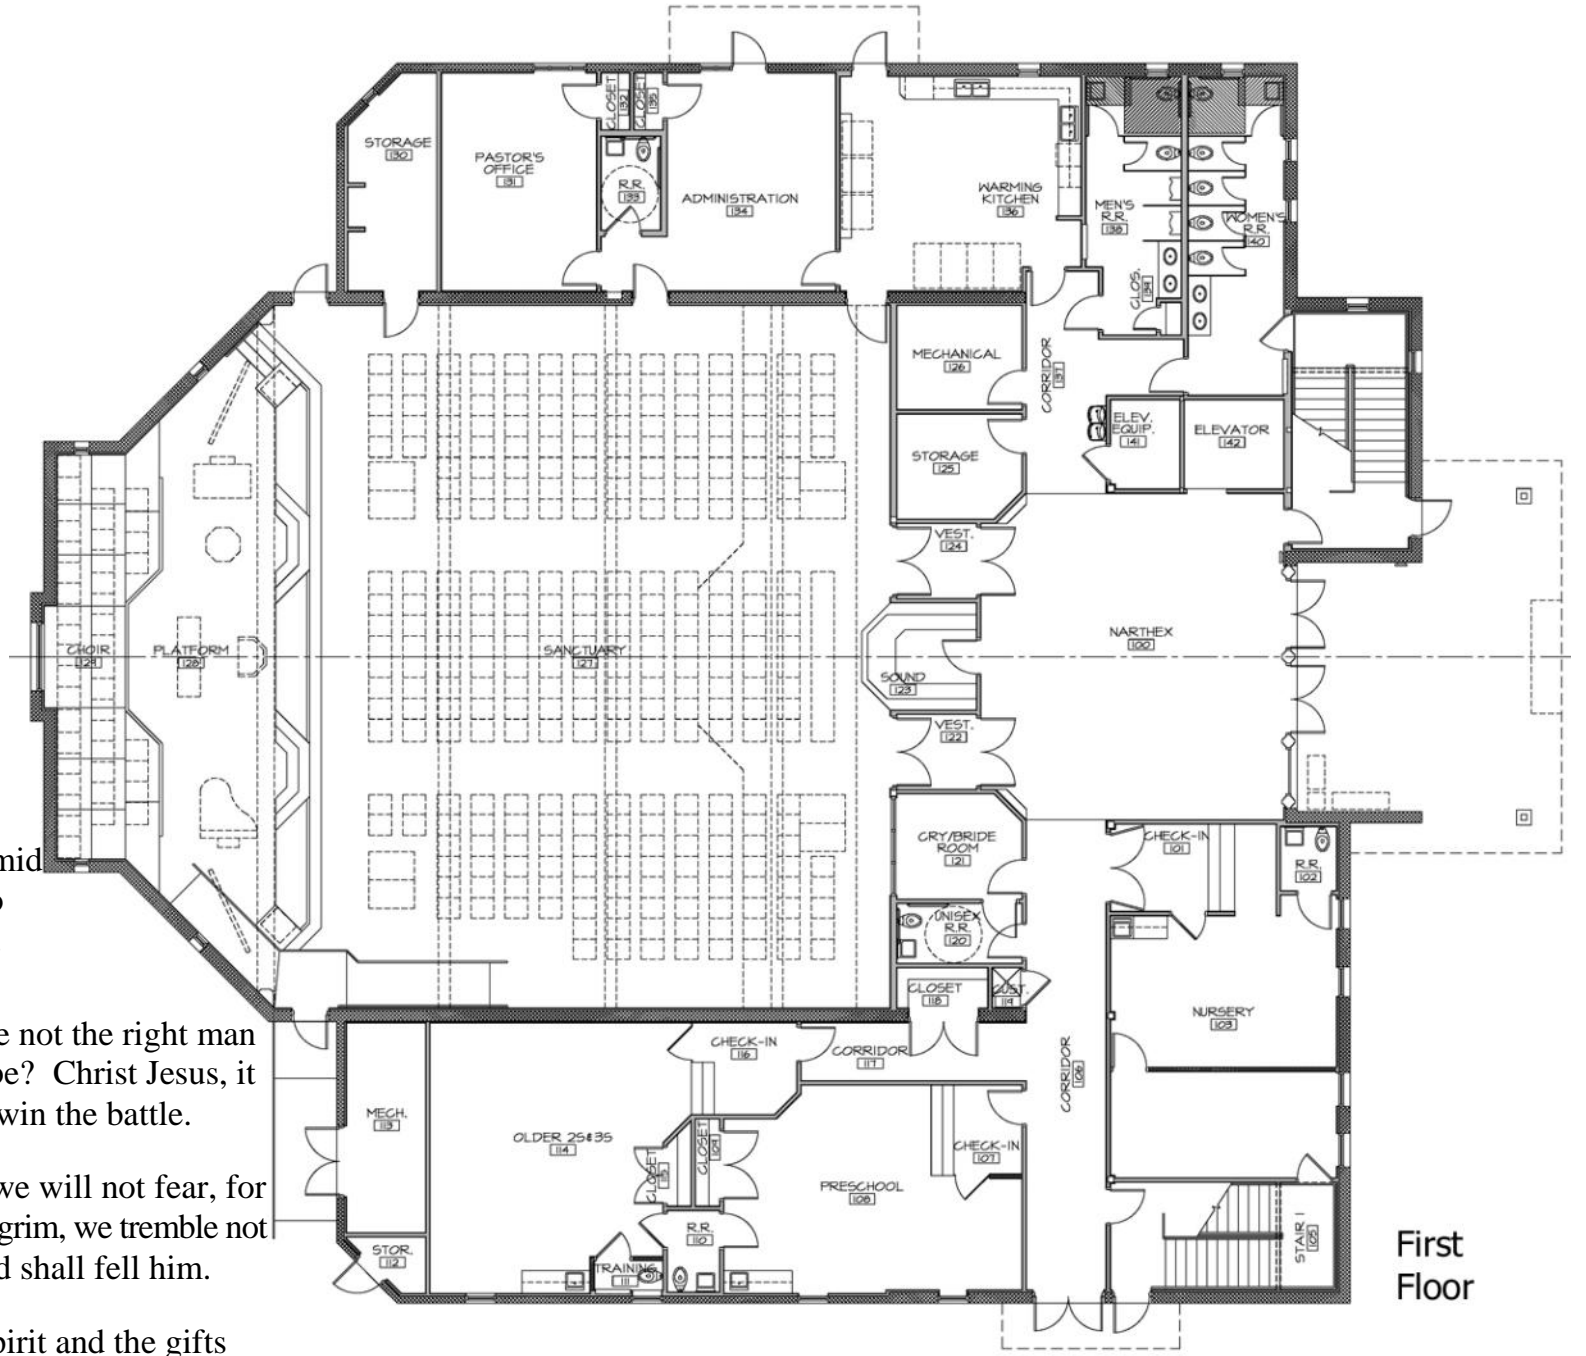 STORAGE
130
PASTOR'S
OFFICE
131
CLOSET
132
CLOSET
135
R.R.
133
ADMINISTRATION
134
WARMING
KITCHEN
136
MEN'S
R.R.
138
CLOS.
139
WOMEN'S
R.R.
140
MECHANICAL
126
CORRIDOR
137
STORAGE
125
ELEV.
EQUIP.
141
ELEVATOR
142
VEST.
124
NARTHEX
100
CHOIR
129
PLATFORM
128
SANCTUARY
127
SOUND
123
VEST.
122
CRY/BRIDE
ROOM
121
CHECK-IN
101
R.R.
102
UNISEX
R.R.
120
CLOSET
118
CUST.
119
NURSERY
103
CHECK-IN
116
CORRIDOR
117
CORRIDOR
106
MECH.
113
OLDER 2S&3S
114
CLOSET
115
CLOSET
109
CHECK-IN
107
PRESCHOOL
108
R.R.
110
STOR.
112
TRAINING
111
STAIR 1
105
First
Floor
mid
e not the right man
be? Christ Jesus, it
win the battle.
we will not fear, for
grim, we tremble not
d shall fell him.
pirit and the gifts